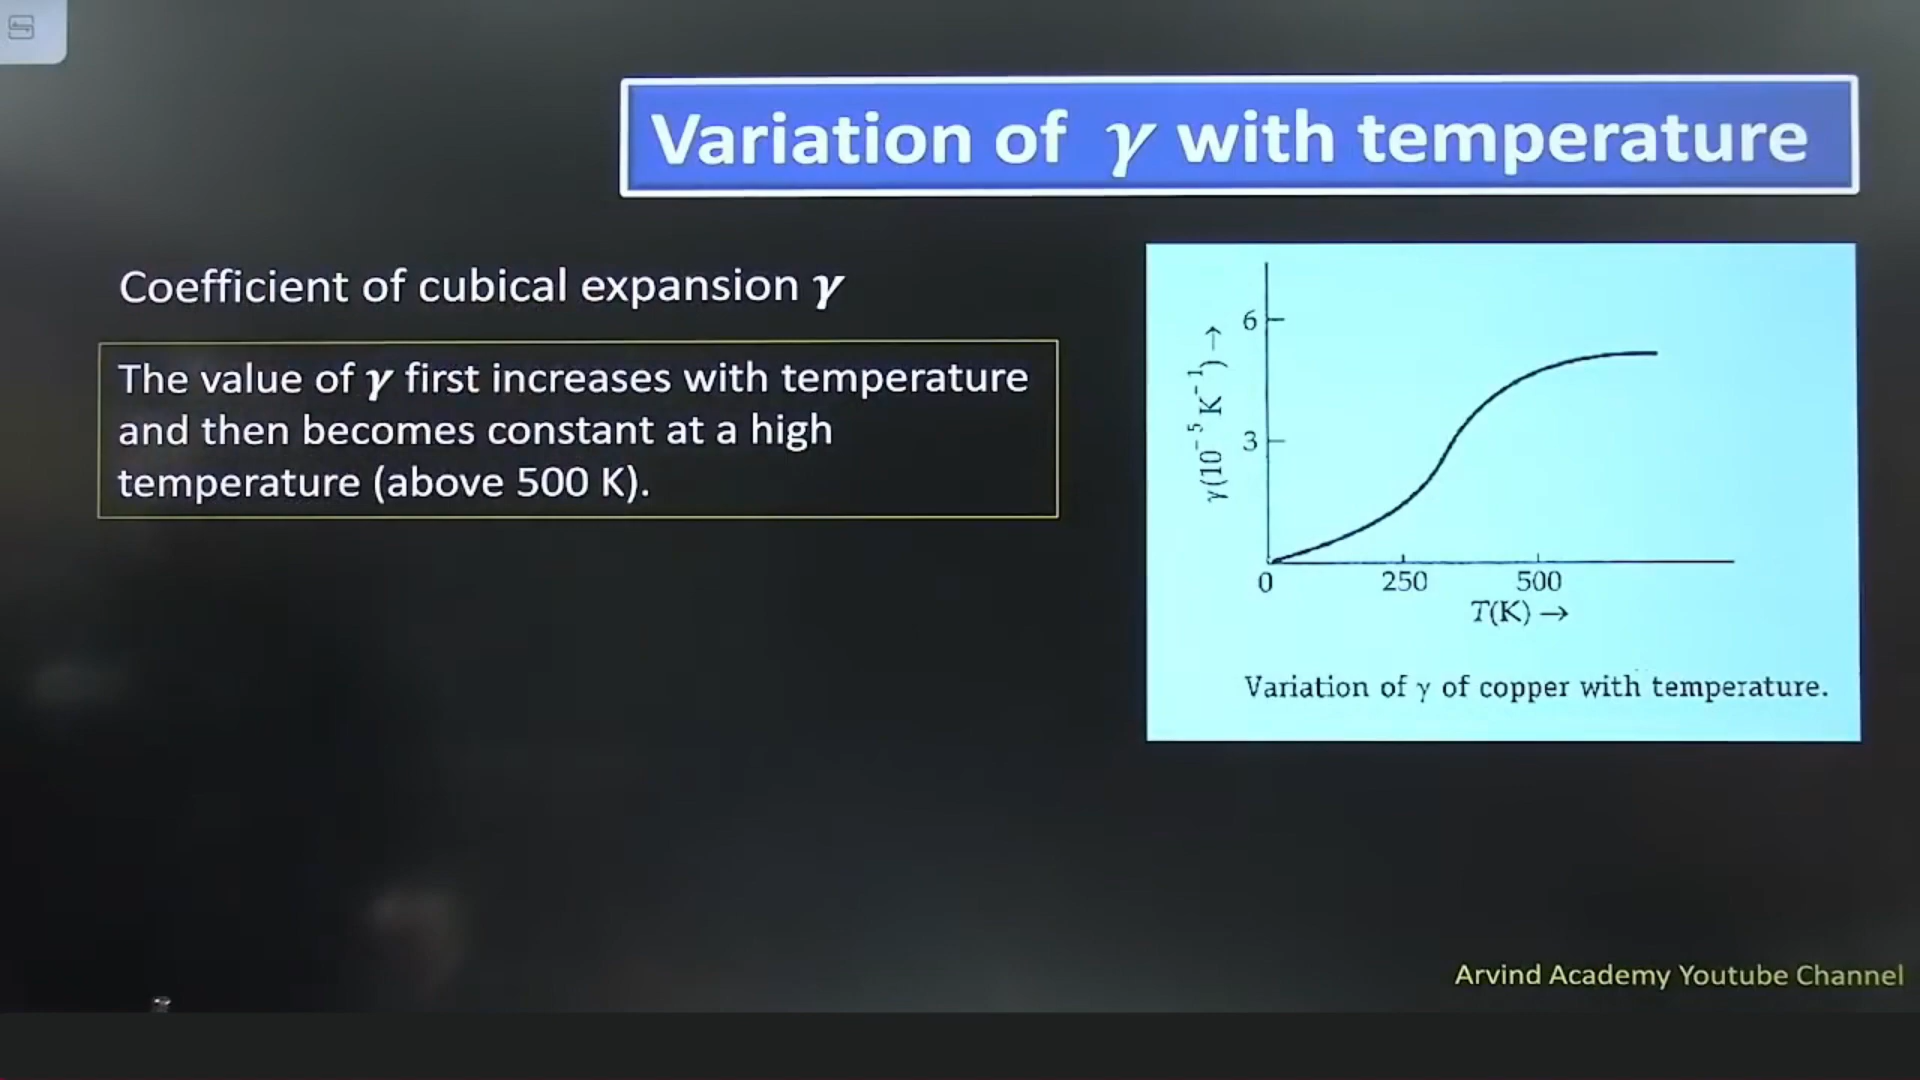 Variation of γ with temperature
Coefficient of cubical expansion γ
The value of γ first increases with temperature
and then becomes constant at a high
temperature (above 500 K).
γ(10⁻⁵ K⁻¹) →
6
3
0
250
500
T(K) →
Variation of γ of copper with temperature.
Arvind Academy Youtube Channel